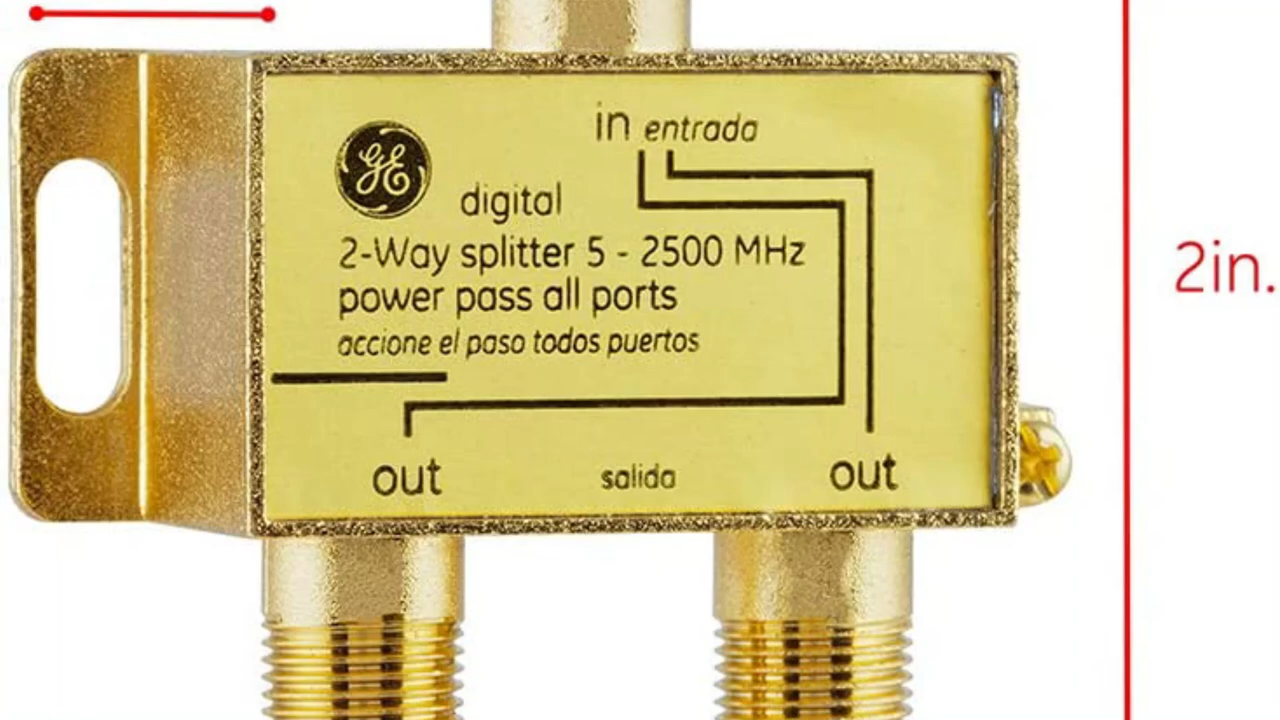 in entrada
GE
digital
2-Way splitter 5 - 2500 MHz
power pass all ports
accione el paso todos puertos
out
salida
out
2in.